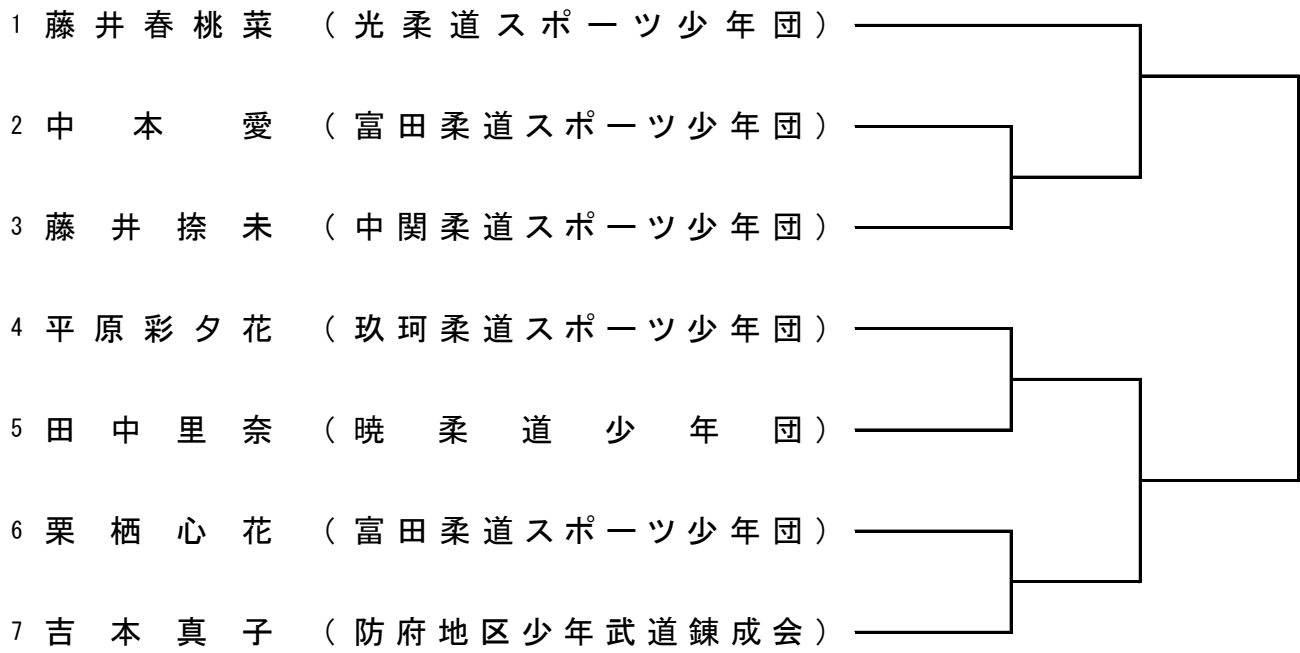 1 藤井春桃菜 (光柔道スポーツ少年団)
2 中本愛 (富田柔道スポーツ少年団)
3 藤井捺未 (中関柔道スポーツ少年団)
4 平原彩夕花 (玖珂柔道スポーツ少年団)
5 田中里奈 (暁柔道少年団)
6 栗栖心花 (富田柔道スポーツ少年団)
7 吉本真子 (防府地区少年武道錬成会)